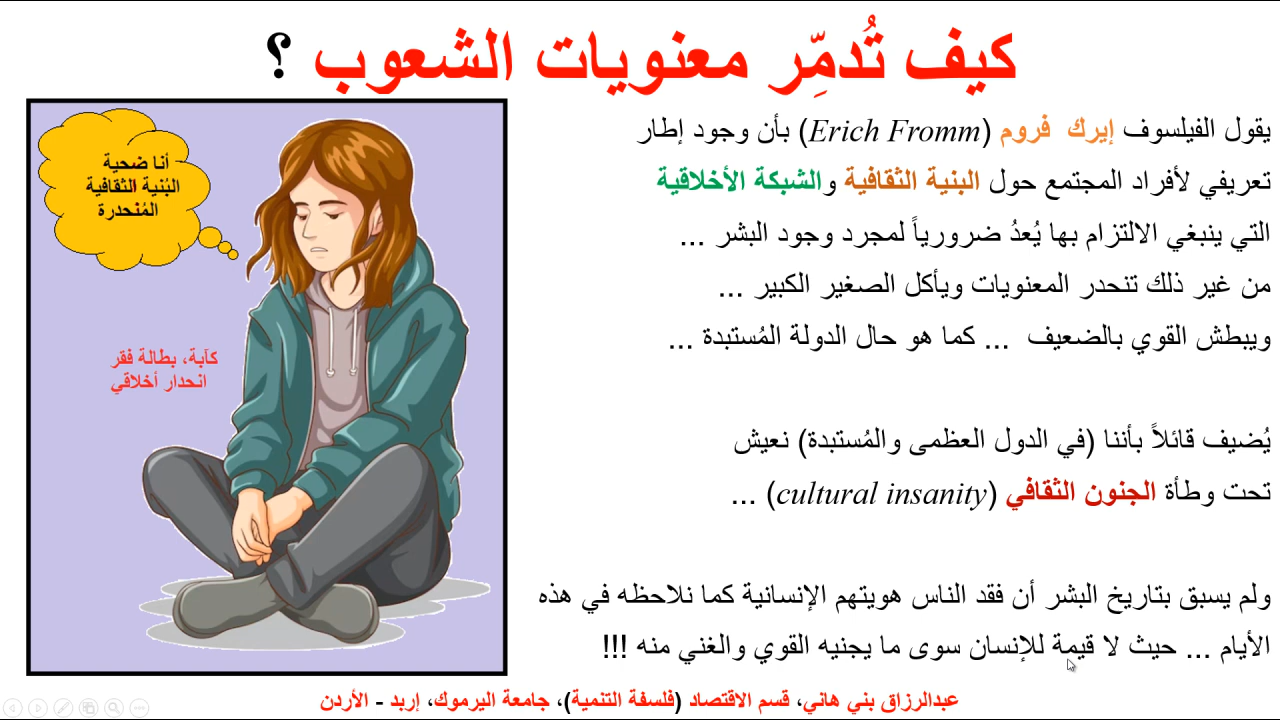 كيف تُدمِّر معنويات الشعوب ؟
يقول الفيلسوف إيرك فروم (Erich Fromm) بأن وجود إطار
تعريفي لأفراد المجتمع حول البنية الثقافية والشبكة الأخلاقية
التي ينبغي الالتزام بها يُعدُ ضرورياً لمجرد وجود البشر ...
من غير ذلك تنحدر المعنويات ويأكل الصغير الكبير ...
ويبطش القوي بالضعيف ... كما هو حال الدولة المُستبدة ...
يُضيف قائلاً بأننا (في الدول العظمى والمُستبدة) نعيش
تحت وطأة الجنون الثقافي (cultural insanity) ...
ولم يسبق بتاريخ البشر أن فقد الناس هويتهم الإنسانية كما نلاحظه في هذه
الأيام ... حيث لا قيمة للإنسان سوى ما يجنيه القوي والغني منه !!!
أنا ضحية
البُنية الثقافية
المُنحدرة
كآبة، بطالة فقر
انحدار أخلاقي
عبدالرزاق بني هاني، قسم الاقتصاد (فلسفة التنمية)، جامعة اليرموك، إربد - الأردن